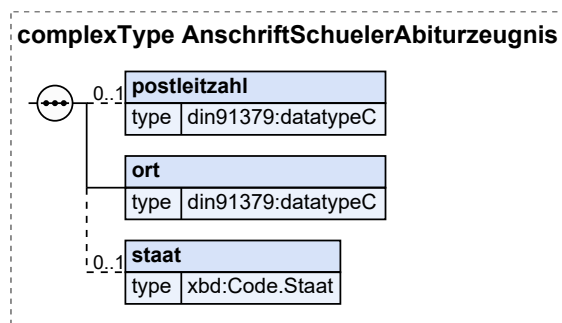 complexType AnschriftSchuelerAbiturzeugnis
0..1 postleitzahl
type din91379:datatypeC
ort
type din91379:datatypeC
0..1 staat
type xbd:Code.Staat